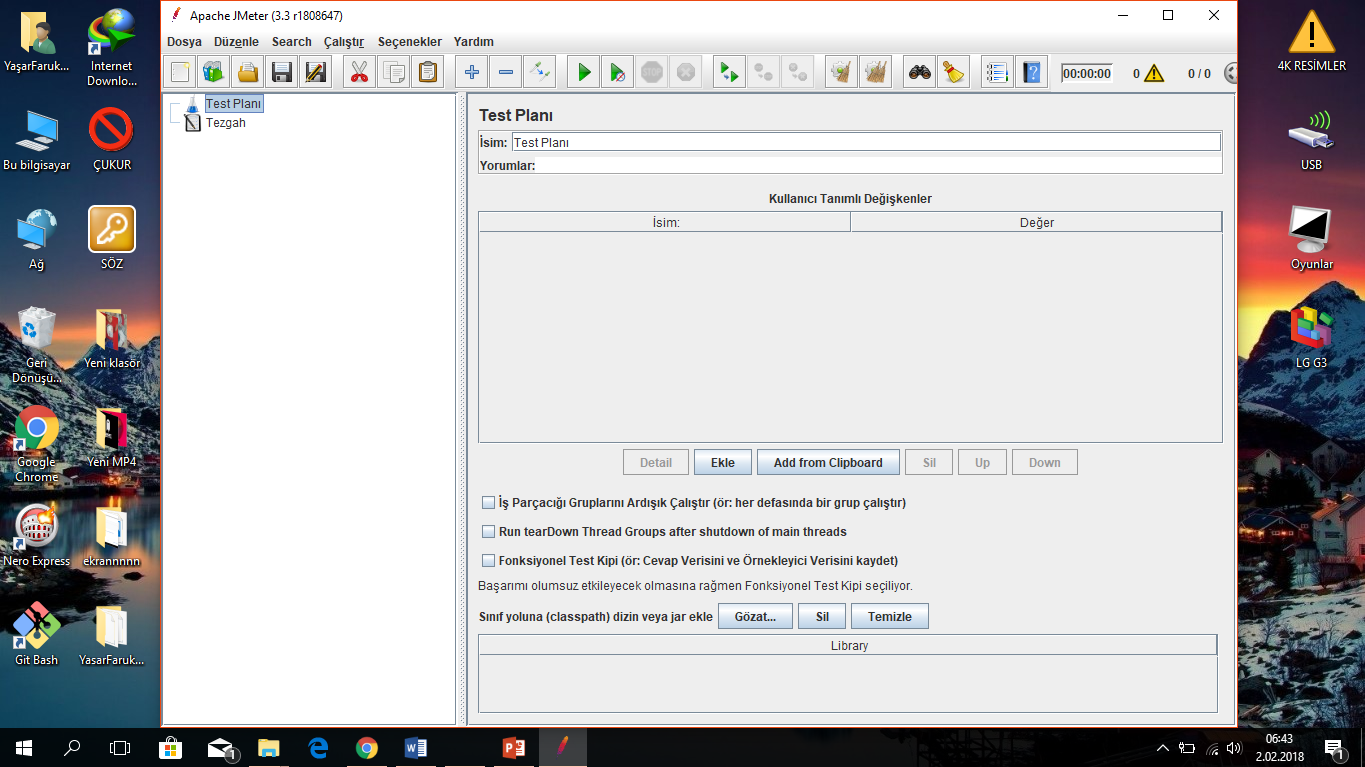 Apache JMeter (3.3 r1808647)
Dosya Düzenle Search Çalıştır Seçenekler Yardım
00:00:00 0 0 / 0
Test Planı
Tezgah
Test Planı
İsim: Test Planı
Yorumlar:
Kullanıcı Tanımlı Değişkenler
İsim: Değer
Detail Ekle Add from Clipboard Sil Up Down
İş Parçacığı Gruplarını Ardışık Çalıştır (ör: her defasında bir grup çalıştır)
Run tearDown Thread Groups after shutdown of main threads
Fonksiyonel Test Kipi (ör: Cevap Verisini ve Örnekleyici Verisini kaydet)
Başarımı olumsuz etkileyecek olmasına rağmen Fonksiyonel Test Kipi seçiliyor.
Sınıf yoluna (classpath) dizin veya jar ekle Gözat... Sil Temizle
Library
YaşarFaruk...
Internet
Downlo...
Bu bilgisayar
ÇUKUR
Ağ
SÖZ
Geri
Dönüşü...
Yeni klasör
Google
Chrome
Yeni MP4
Nero Express
ekrannnnn
Git Bash
YasarFaruk...
4K RESİMLER
USB
Oyunlar
LG G3
1
06:43
2.02.2018
1